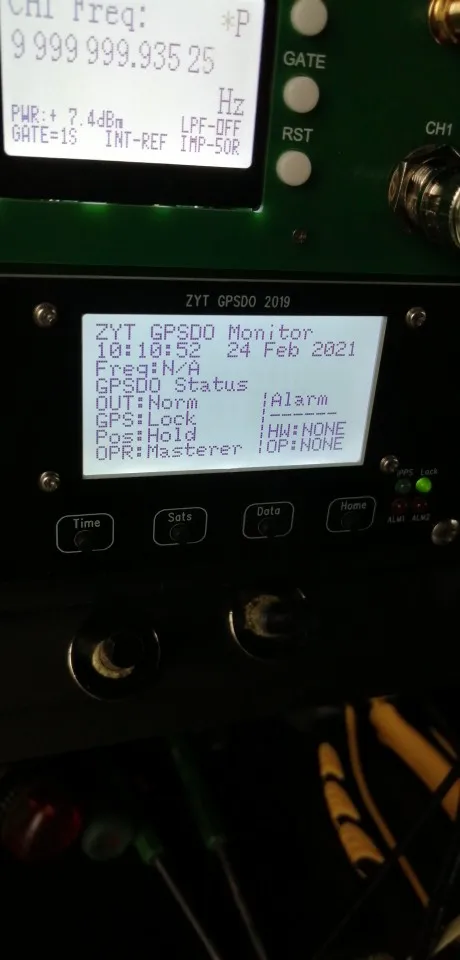 CH1 Freq: *P
9 999 999.935 25
Hz
PWR:+ 7.4dBm LPF-OFF
GATE=1S INT-REF IMP-50R
GATE
RST
CH1
ZYT GPSDO 2019
ZYT GPSDO Monitor
10:10:52 24 Feb 2021
Freq:N/A
GPSDO Status
OUT:Norm Alarm
GPS:Lock ------
Pos:Hold HW:NONE
OPR:Masterer OP:NONE
1PPS Lock
ALM1 ALM2
Time Sats Data Home